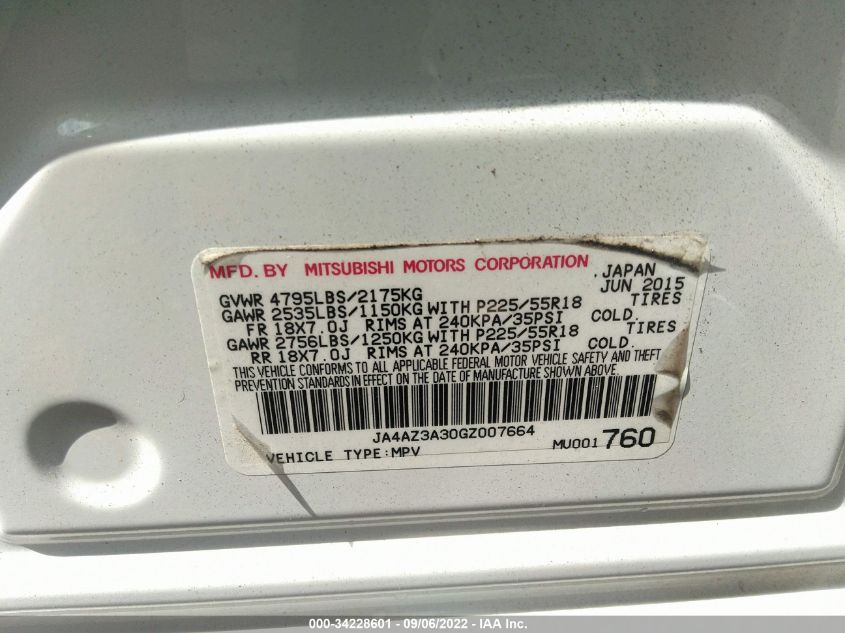 MFD. BY MITSUBISHI MOTORS CORPORATION , JAPAN
GVWR 4795LBS/2175KG JUN 2015
GAWR 2535LBS/1150KG WITH P225/55R18 TIRES
FR 18X7.0J RIMS AT 240KPA/35PSI COLD.
GAWR 2756LBS/1250KG WITH P225/55R18 TIRES
RR 18X7.0J RIMS AT 240KPA/35PSI COLD.
THIS VEHICLE CONFORMS TO ALL APPLICABLE FEDERAL MOTOR VEHICLE SAFETY AND THEFT
PREVENTION STANDARDS IN EFFECT ON THE DATE OF MANUFACTURE SHOWN ABOVE.
JA4AZ3A30GZ007664
VEHICLE TYPE:MPV MU001 760
000-34228601 - 09/06/2022 - IAA Inc.